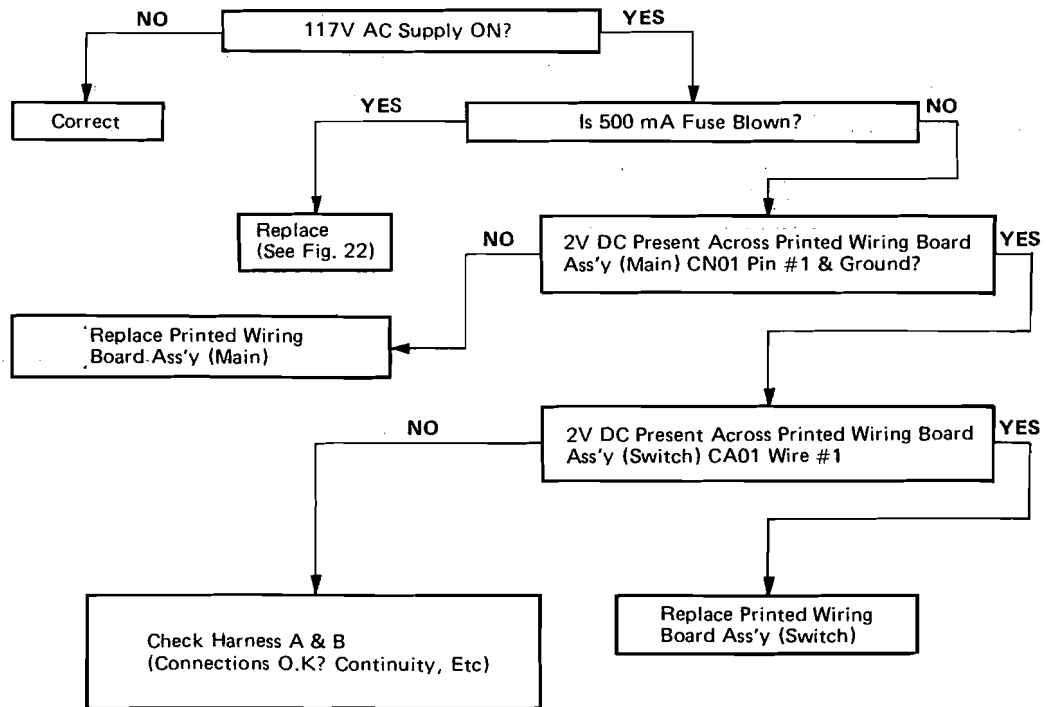 NO
YES
117V AC Supply ON?
Correct
YES
NO
Is 500 mA Fuse Blown?
Replace
(See Fig. 22)
NO
YES
2V DC Present Across Printed Wiring Board
Ass'y (Main) CN01 Pin #1 & Ground?
Replace Printed Wiring
Board Ass'y (Main)
NO
YES
2V DC Present Across Printed Wiring Board
Ass'y (Switch) CA01 Wire #1
Check Harness A & B
(Connections O.K? Continuity, Etc)
Replace Printed Wiring
Board Ass'y (Switch)